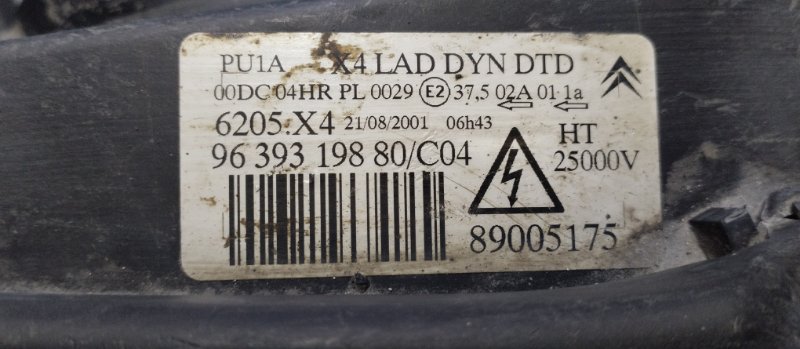 PU1A X4 LAD DYN DTD
00DC 04HR PL 0029 E2 37,5 02A 01 1a
6205.X4 21/08/2001 06h43
96 393 198 80/C04
HT
25000V
89005175